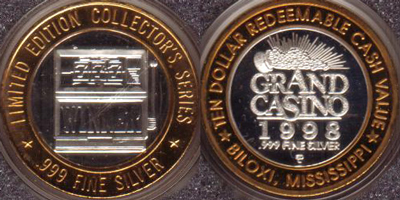 LIMITED EDITION COLLECTOR'S SERIES
WINNER
.999 FINE SILVER
TEN DOLLAR REDEEMABLE CASH VALUE
GRAND
CASINO
1998
.999 FINE SILVER
BILOXI, MISSISSIPPI